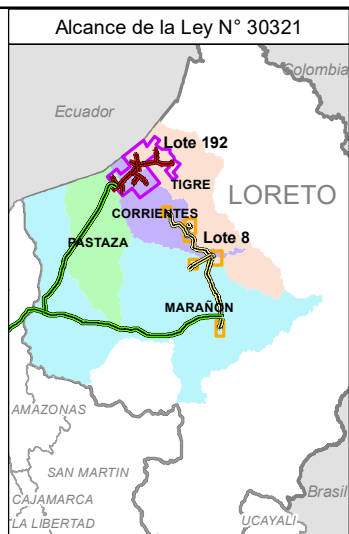 Alcance de la Ley N° 30321
Colombia
Ecuador
Lote 192
TIGRE
LORETO
CORRIENTES
Lote 8
PASTAZA
MARAÑON
AMAZONAS
SAN MARTIN
CAJAMARCA
Brasil
LA LIBERTAD
UCAYALI